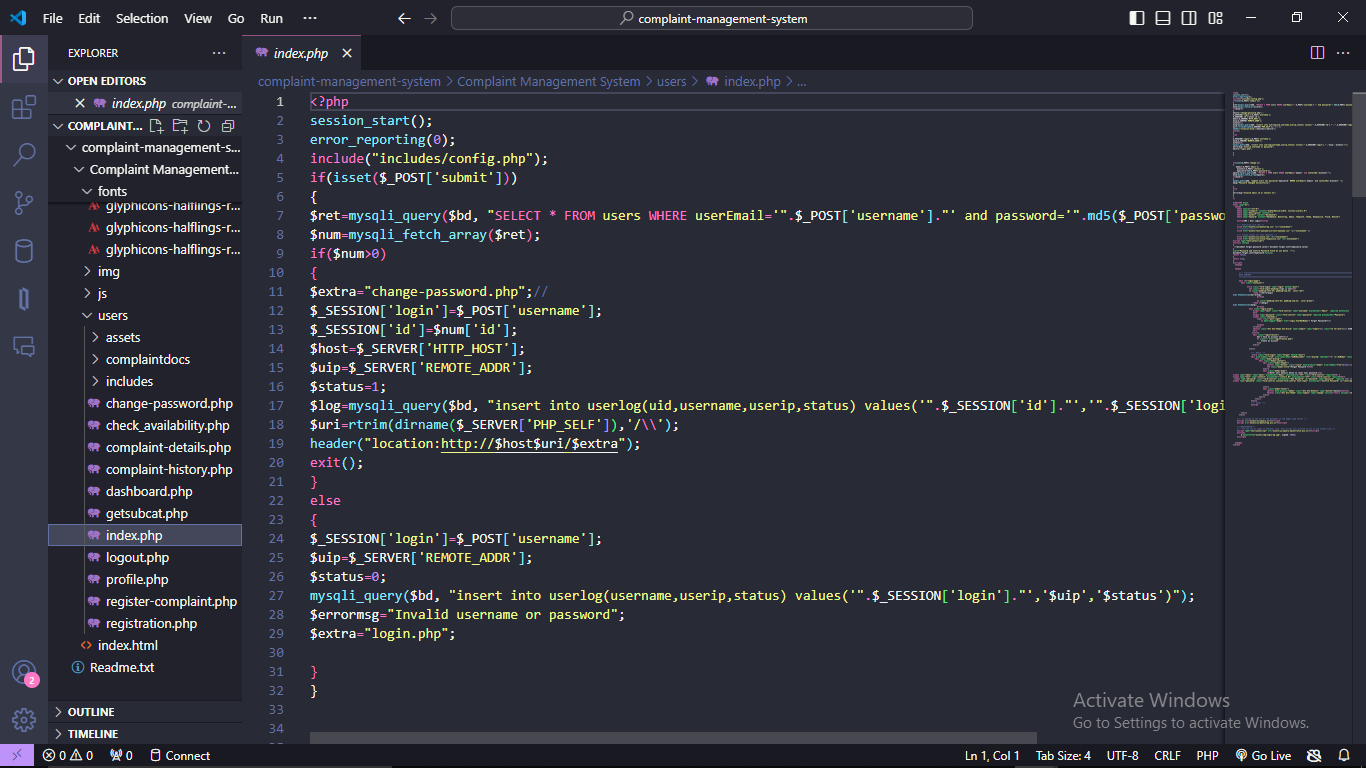 File Edit Selection View Go Run ···
complaint-management-system
EXPLORER ···
OPEN EDITORS
index.php complaint-...
COMPLAINT...
complaint-management-s...
Complaint Management...
fonts
glyphicons-halflings-r...
glyphicons-halflings-r...
glyphicons-halflings-r...
img
js
users
assets
complaintdocs
includes
change-password.php
check_availability.php
complaint-details.php
complaint-history.php
dashboard.php
getsubcat.php
index.php
logout.php
profile.php
register-complaint.php
registration.php
index.html
Readme.txt
OUTLINE
TIMELINE
2
index.php
complaint-management-system > Complaint Management System > users > index.php > ...
1 <?php
2 session_start();
3 error_reporting(0);
4 include("includes/config.php");
5 if(isset($_POST['submit']))
6 {
7 $ret=mysqli_query($bd, "SELECT * FROM users WHERE userEmail='".$_POST['username']."' and password='".md5($_POST['passwo
8 $num=mysqli_fetch_array($ret);
9 if($num>0)
10 {
11 $extra="change-password.php";//
12 $_SESSION['login']=$_POST['username'];
13 $_SESSION['id']=$num['id'];
14 $host=$_SERVER['HTTP_HOST'];
15 $uip=$_SERVER['REMOTE_ADDR'];
16 $status=1;
17 $log=mysqli_query($bd, "insert into userlog(uid,username,userip,status) values('".$_SESSION['id']."','".$_SESSION['logi
18 $uri=rtrim(dirname($_SERVER['PHP_SELF']),'/\\');
19 header("location:http://$host$uri/$extra");
20 exit();
21 }
22 else
23 {
24 $_SESSION['login']=$_POST['username'];
25 $uip=$_SERVER['REMOTE_ADDR'];
26 $status=0;
27 mysqli_query($bd, "insert into userlog(username,userip,status) values('".$_SESSION['login']."','$uip','$status')");
28 $errormsg="Invalid username or password";
29 $extra="login.php";
30
31 }
32 }
33
34
Activate Windows
Go to Settings to activate Windows.
0 0 0 Connect Ln 1, Col 1 Tab Size: 4 UTF-8 CRLF PHP Go Live